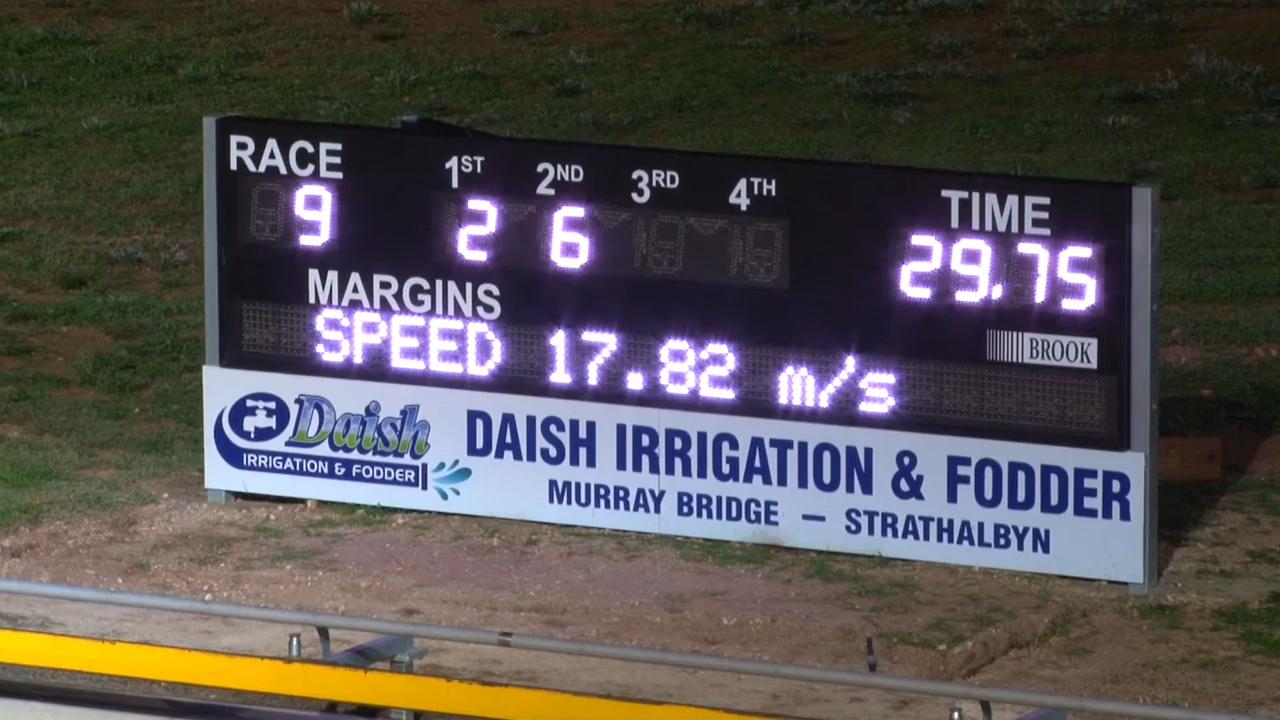 RACE 1ST 2ND 3RD 4TH TIME
9 2 6 29.75
MARGINS
SPEED 17.82 m/s
BROOK
Daish
IRRIGATION & FODDER
DAISH IRRIGATION & FODDER
MURRAY BRIDGE – STRATHALBYN